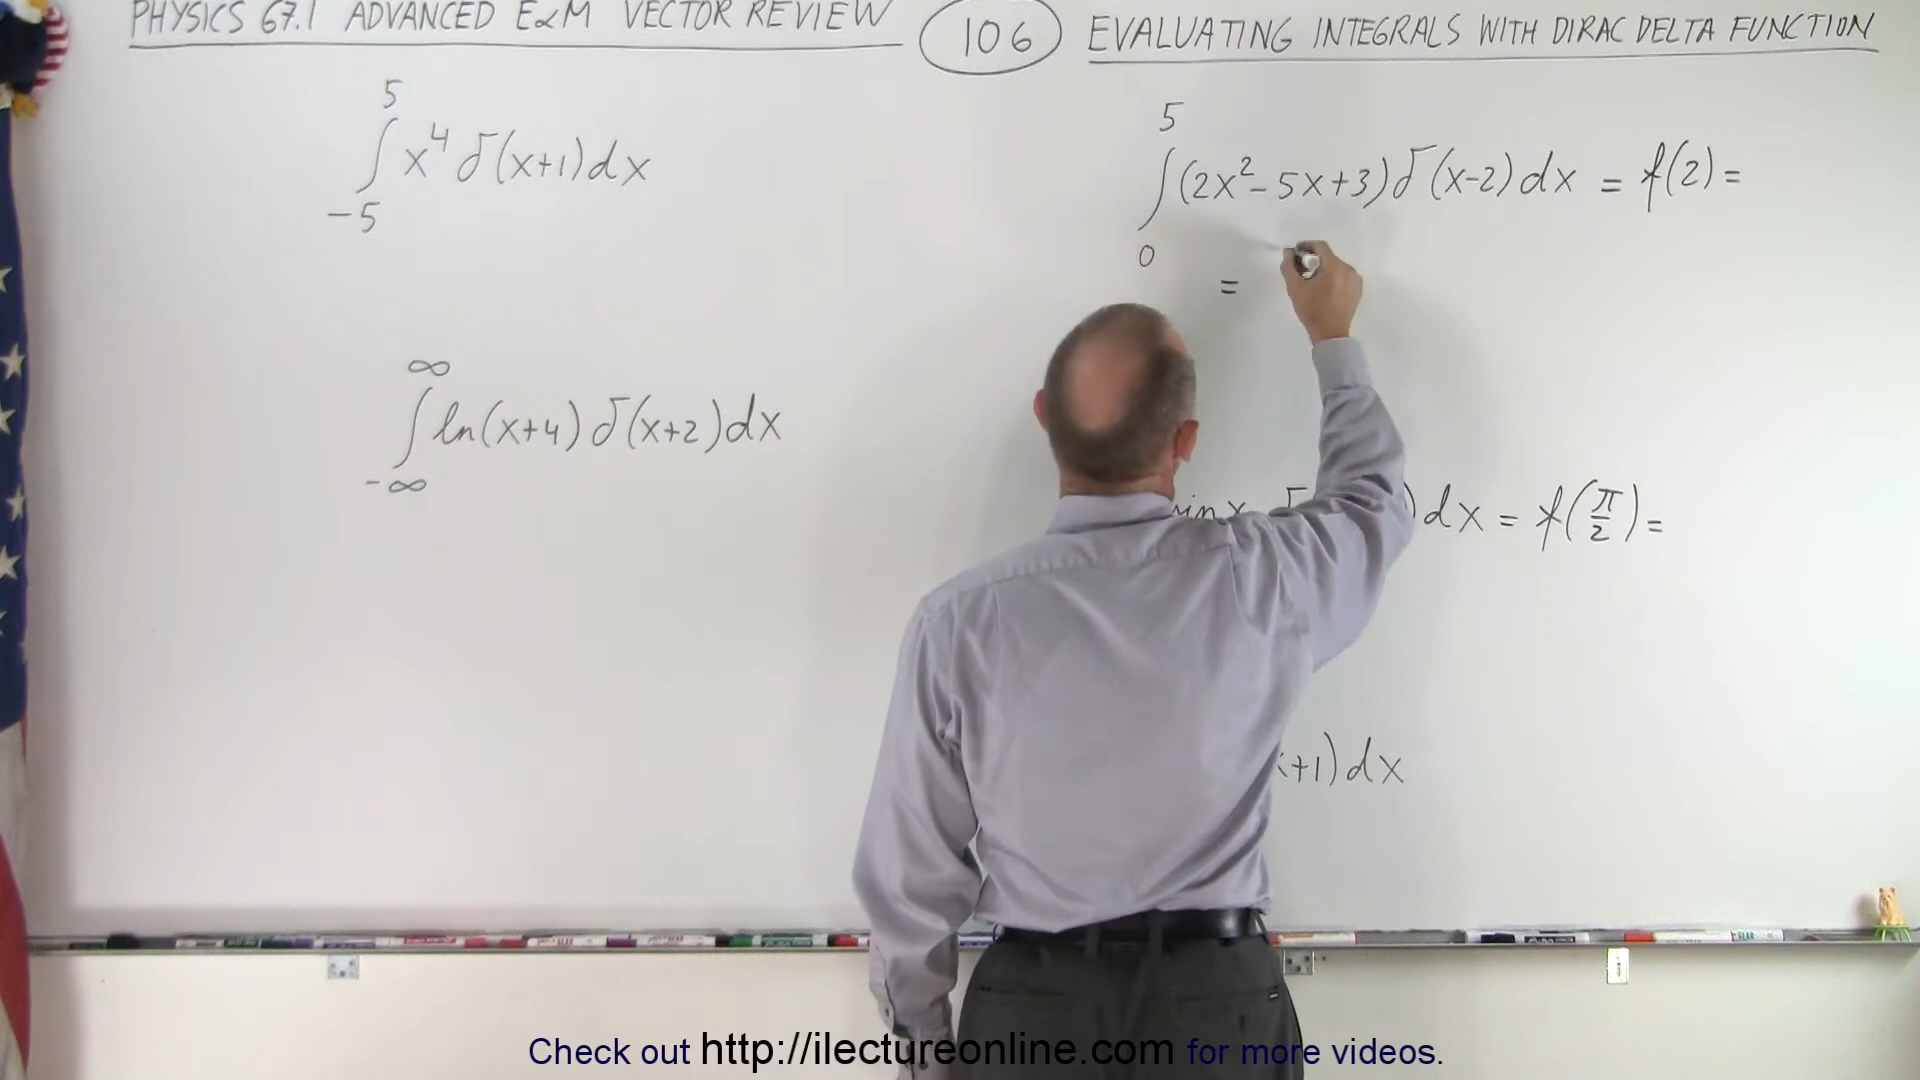 PHYSICS 67.1 ADVANCED E&M VECTOR REVIEW 106 EVALUATING INTEGRALS WITH DIRAC DELTA FUNCTION
5
∫ x⁴ δ(x+1)dx
-5
∞
∫ ln(x+4) δ(x+2)dx
-∞
5
∫ (2x² - 5x+3) δ(x-2) dx = f(2) =
0
=
dx = f(π/2) =
+1) dx
Check out http://ilectureonline.com for more videos.